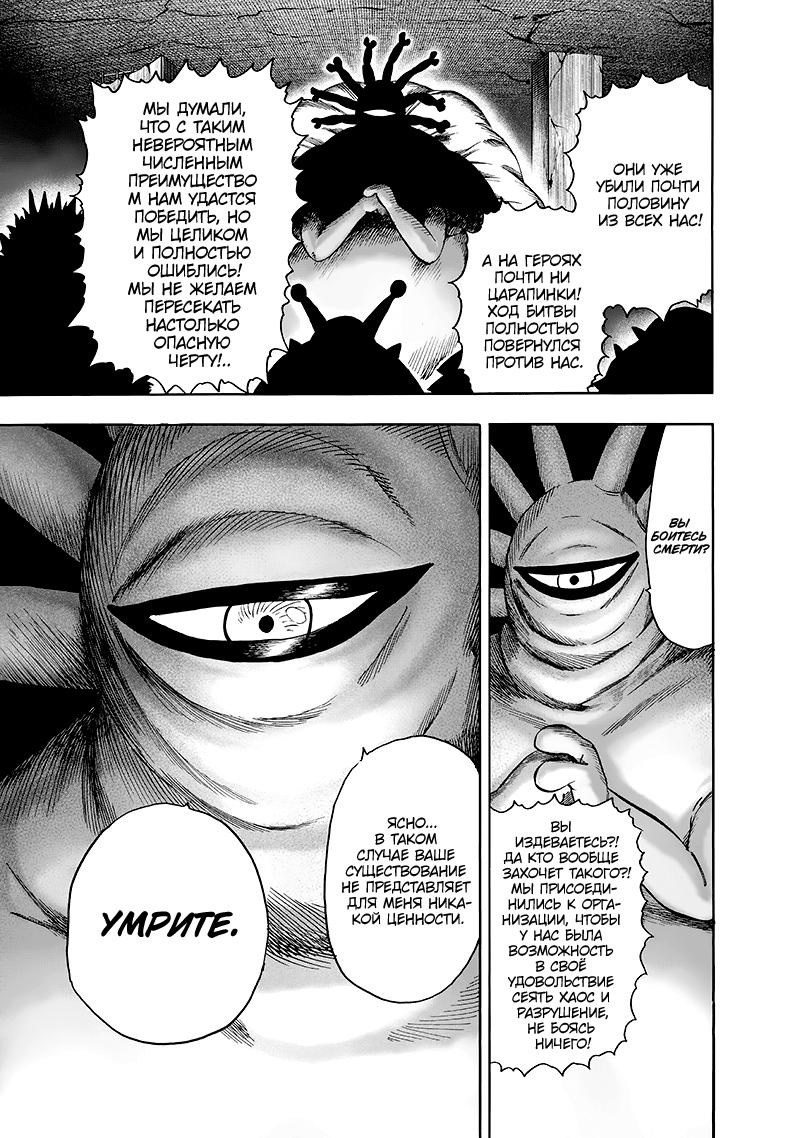 ОНИ УЖЕ
УБИЛИ ПОЧТИ
ПОЛОВИНУ
ИЗ ВСЕХ НАС!
А НА ГЕРОЯХ
ПОЧТИ НИ
ЦАРАПИНКИ!
ХОД БИТВЫ
ПОЛНОСТЬЮ
ПОВЕРНУЛСЯ
ПРОТИВ НАС.
МЫ ДУМАЛИ,
ЧТО С ТАКИМ
НЕВЕРОЯТНЫМ
ЧИСЛЕННЫМ
ПРЕИМУЩЕСТВО
М НАМ УДАСТСЯ
ПОБЕДИТЬ, НО
МЫ ЦЕЛИКОМ
И ПОЛНОСТЬЮ
ОШИБЛИСЬ!
МЫ НЕ ЖЕЛАЕМ
ПЕРЕСЕКАТЬ
НАСТОЛЬКО
ОПАСНУЮ
ЧЕРТУ!..
ВЫ
БОИТЕСЬ
СМЕРТИ?
ВЫ
ИЗДЕВАЕТЕСЬ?!
ДА КТО ВООБЩЕ
ЗАХОЧЕТ ТАКОГО?!
МЫ ПРИСОЕДИ-
НИЛИСЬ К ОРГА-
НИЗАЦИИ, ЧТОБЫ
У НАС БЫЛА
ВОЗМОЖНОСТЬ
В СВОЁ
УДОВОЛЬСТВИЕ
СЕЯТЬ ХАОС И
РАЗРУШЕНИЕ,
НЕ БОЯСЬ
НИЧЕГО!
ЯСНО...
В ТАКОМ
СЛУЧАЕ ВАШЕ
СУЩЕСТВОВАНИЕ
НЕ ПРЕДСТАВЛЯЕТ
ДЛЯ МЕНЯ НИКА-
КОЙ ЦЕННОСТИ.
УМРИТЕ.